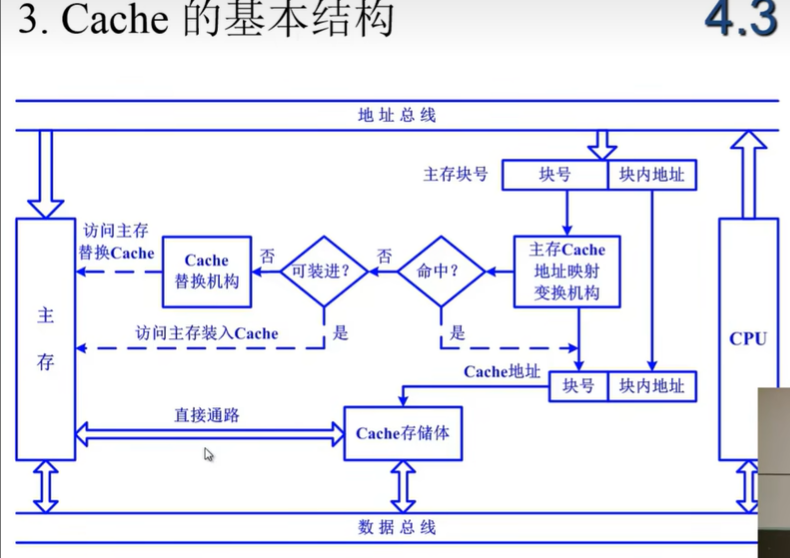 3. Cache 的基本结构
4.3
地址总线
主存块号
块号
块内地址
访问主存
替换Cache
Cache
替换机构
否
可装进？
否
命中？
主存Cache
地址映射
变换机构
主
存
访问主存装入Cache
是
是
CPU
Cache地址
块号
块内地址
直接通路
Cache存储体
数据总线